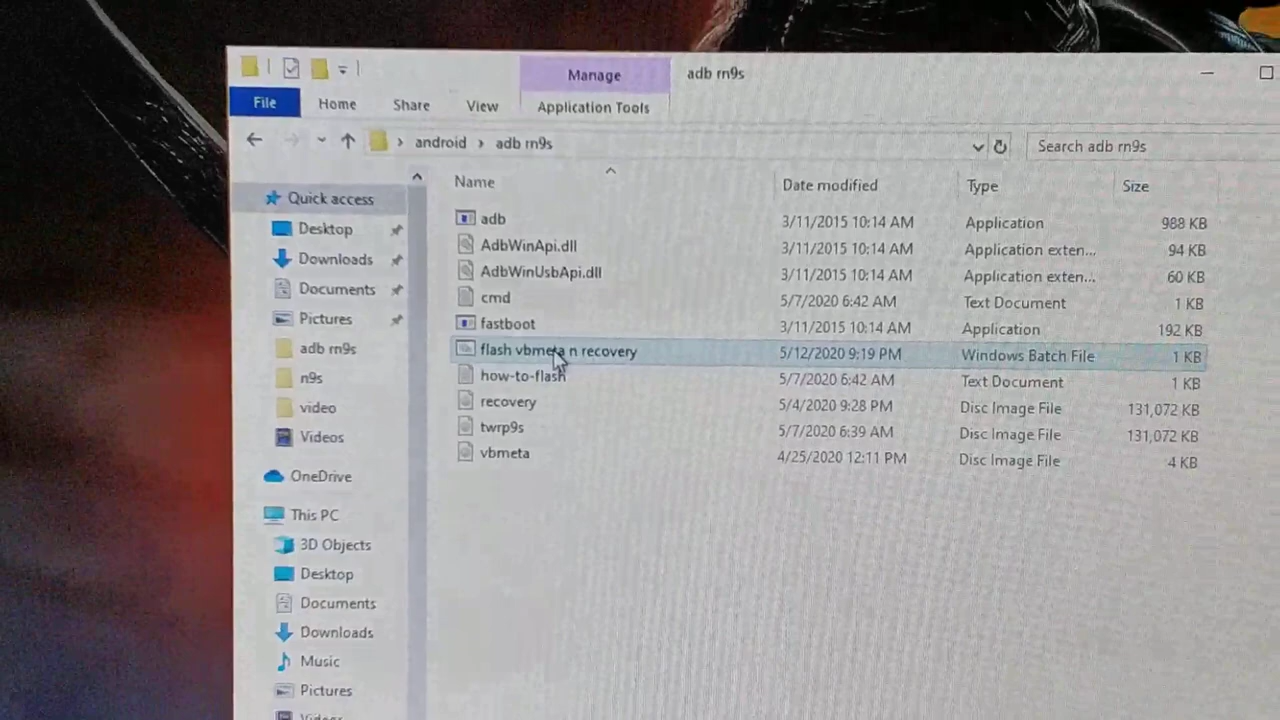 Manage
adb rn9s
File
Home
Share
View
Application Tools
android
adb rn9s
Search adb rn9s
Name
Date modified
Type
Size
Quick access
Desktop
Downloads
Documents
Pictures
adb rn9s
n9s
video
Videos
OneDrive
This PC
3D Objects
Desktop
Documents
Downloads
Music
Pictures
Videos
adb 3/11/2015 10:14 AM Application 988 KB
AdbWinApi.dll 3/11/2015 10:14 AM Application exten... 94 KB
AdbWinUsbApi.dll 3/11/2015 10:14 AM Application exten... 60 KB
cmd 5/7/2020 6:42 AM Text Document 1 KB
fastboot 3/11/2015 10:14 AM Application 192 KB
flash vbmeta n recovery 5/12/2020 9:19 PM Windows Batch File 1 KB
how-to-flash 5/7/2020 6:42 AM Text Document 1 KB
recovery 5/4/2020 9:28 PM Disc Image File 131,072 KB
twrp9s 5/7/2020 6:39 AM Disc Image File 131,072 KB
vbmeta 4/25/2020 12:11 PM Disc Image File 4 KB